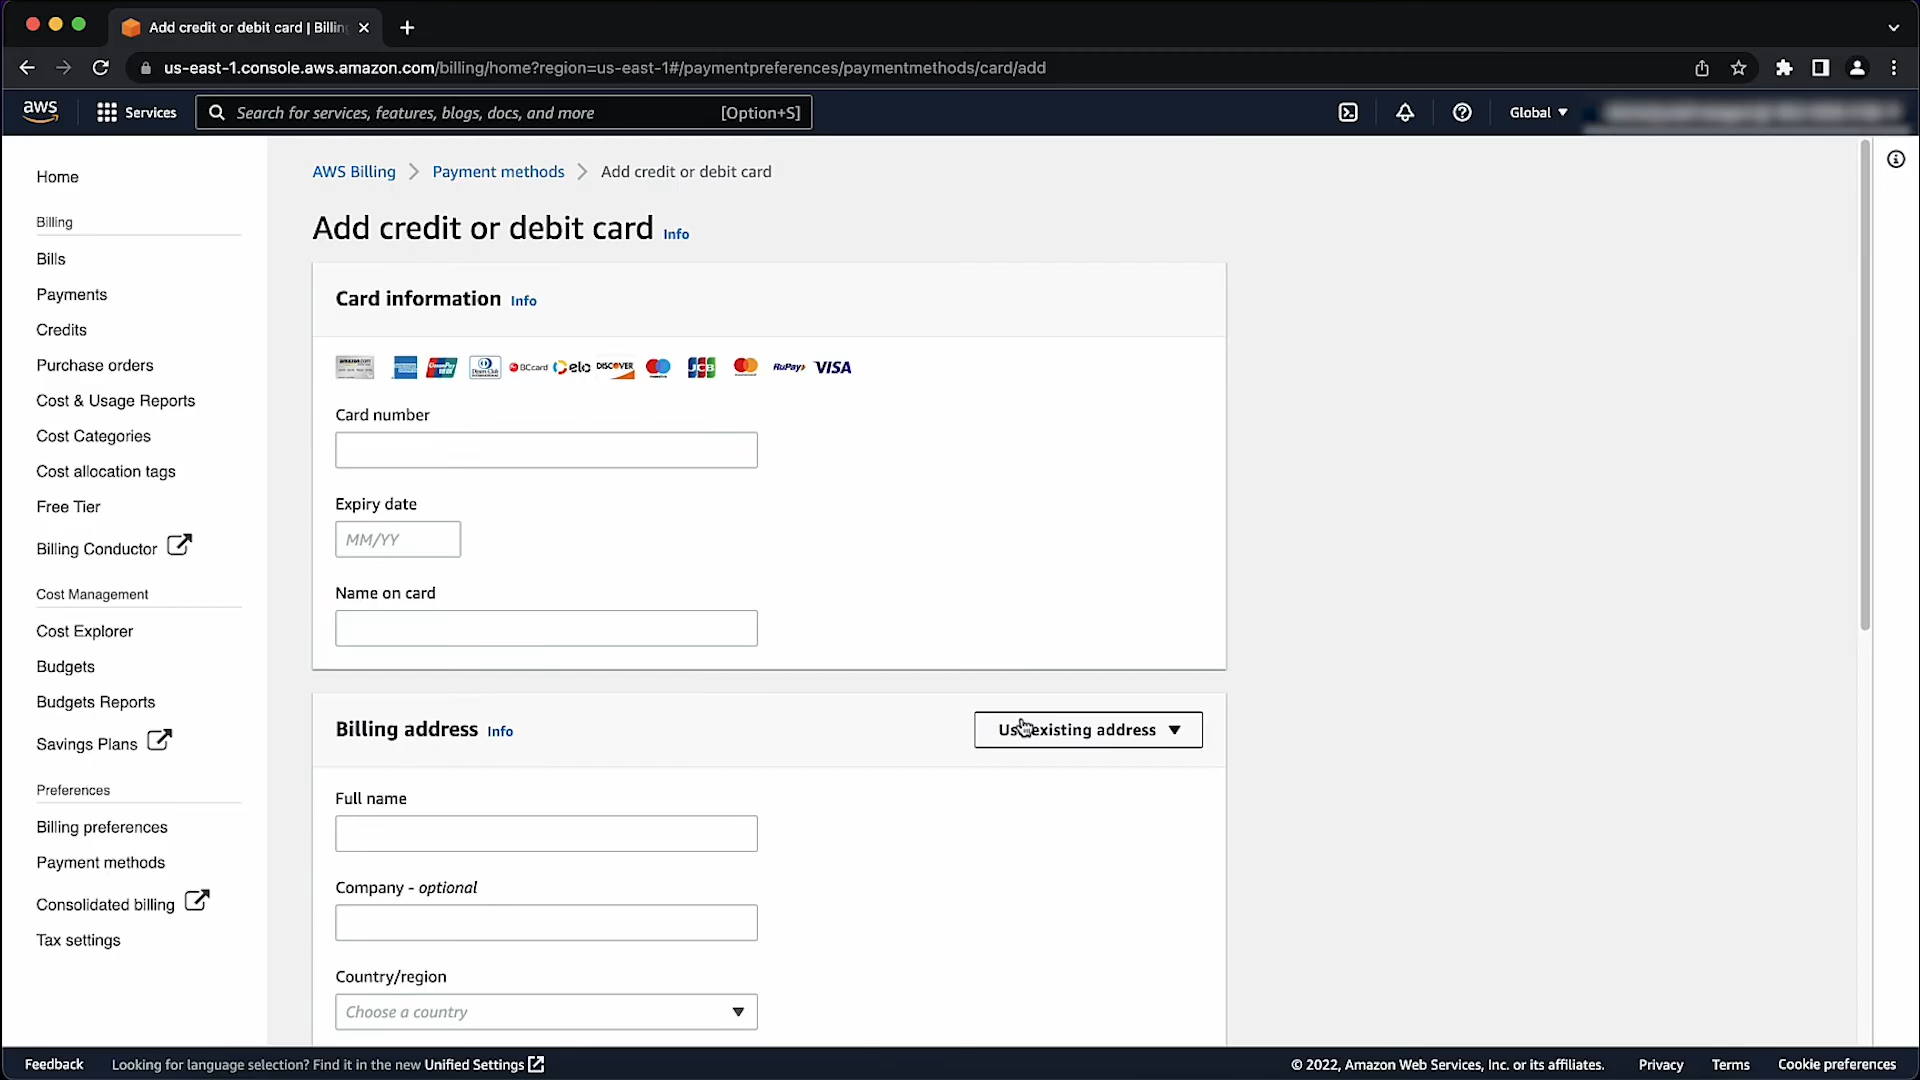 Add credit or debit card | Billin
us-east-1.console.aws.amazon.com/billing/home?region=us-east-1#/paymentpreferences/paymentmethods/card/add
aws
Services
Search for services, features, blogs, docs, and more
[Option+S]
Global
Home
Billing
Bills
Payments
Credits
Purchase orders
Cost & Usage Reports
Cost Categories
Cost allocation tags
Free Tier
Billing Conductor
Cost Management
Cost Explorer
Budgets
Budgets Reports
Savings Plans
Preferences
Billing preferences
Payment methods
Consolidated billing
Tax settings
AWS Billing
Payment methods
Add credit or debit card
Add credit or debit card Info
Card information Info
amazon.com UnionPay Diners Club BCcard elo DISCOVER JCB RuPay VISA
Card number
Expiry date
MM/YY
Name on card
Billing address Info
Us existing address
Full name
Company - optional
Country/region
Choose a country
Feedback
Looking for language selection? Find it in the new Unified Settings
© 2022, Amazon Web Services, Inc. or its affiliates.
Privacy
Terms
Cookie preferences